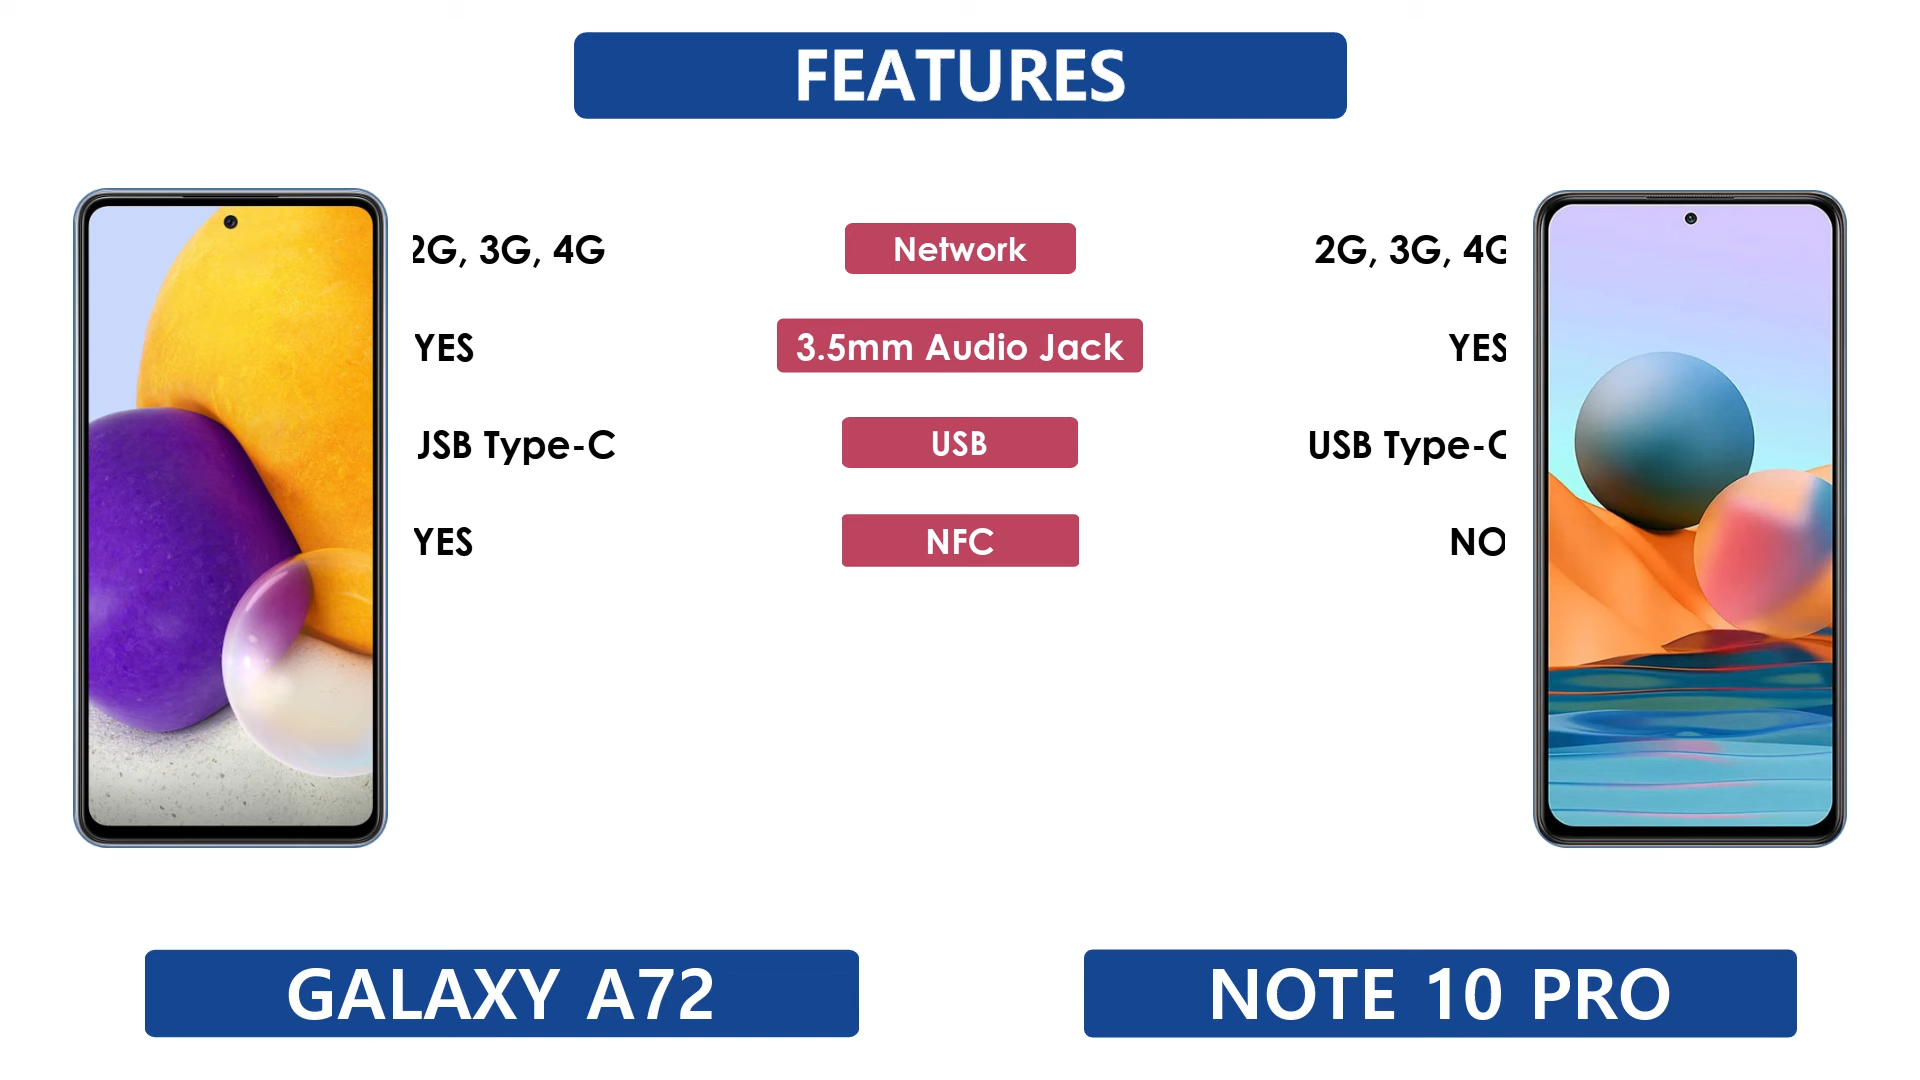 FEATURES
2G, 3G, 4G Network 2G, 3G, 4G
YES 3.5mm Audio Jack YES
USB Type-C USB USB Type-C
YES NFC NO
GALAXY A72 NOTE 10 PRO